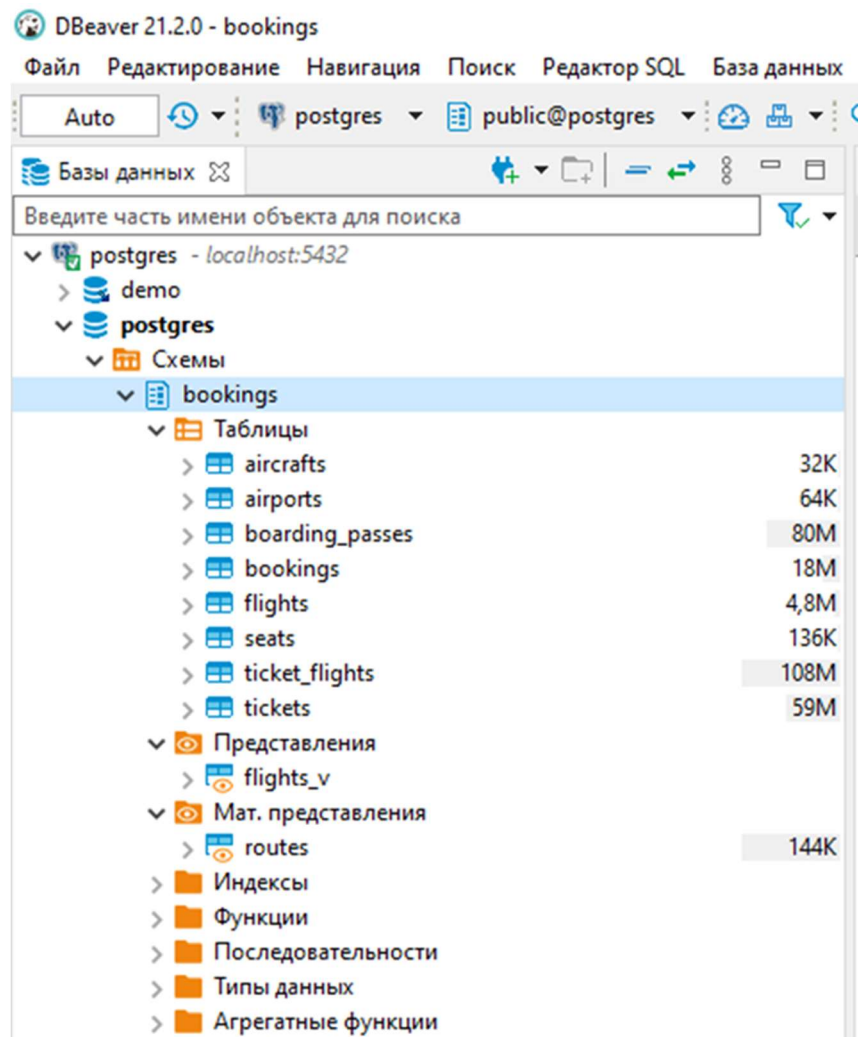 DBeaver 21.2.0 - bookings
Файл Редактирование Навигация Поиск Редактор SQL База данных
Auto postgres public@postgres
Базы данных
Введите часть имени объекта для поиска
postgres - localhost:5432
demo
postgres
Схемы
bookings
Таблицы
aircrafts 32K
airports 64K
boarding_passes 80M
bookings 18M
flights 4,8M
seats 136K
ticket_flights 108M
tickets 59M
Представления
flights_v
Мат. представления
routes 144K
Индексы
Функции
Последовательности
Типы данных
Агрегатные функции